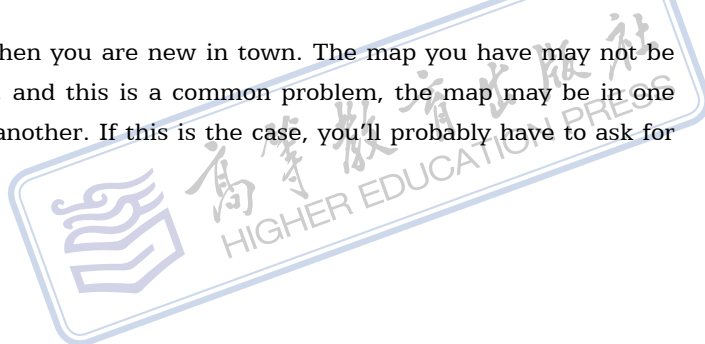 hen you are new in town. The map you have may not be
and this is a common problem, the map may be in one
another. If this is the case, you’ll probably have to ask for
高等教育出版社
HIGHER EDUCATION PRESS